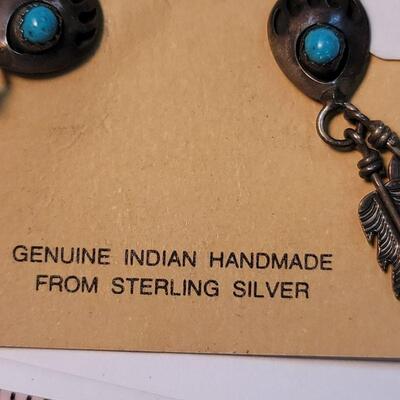 GENUINE INDIAN HANDMADE
FROM STERLING SILVER